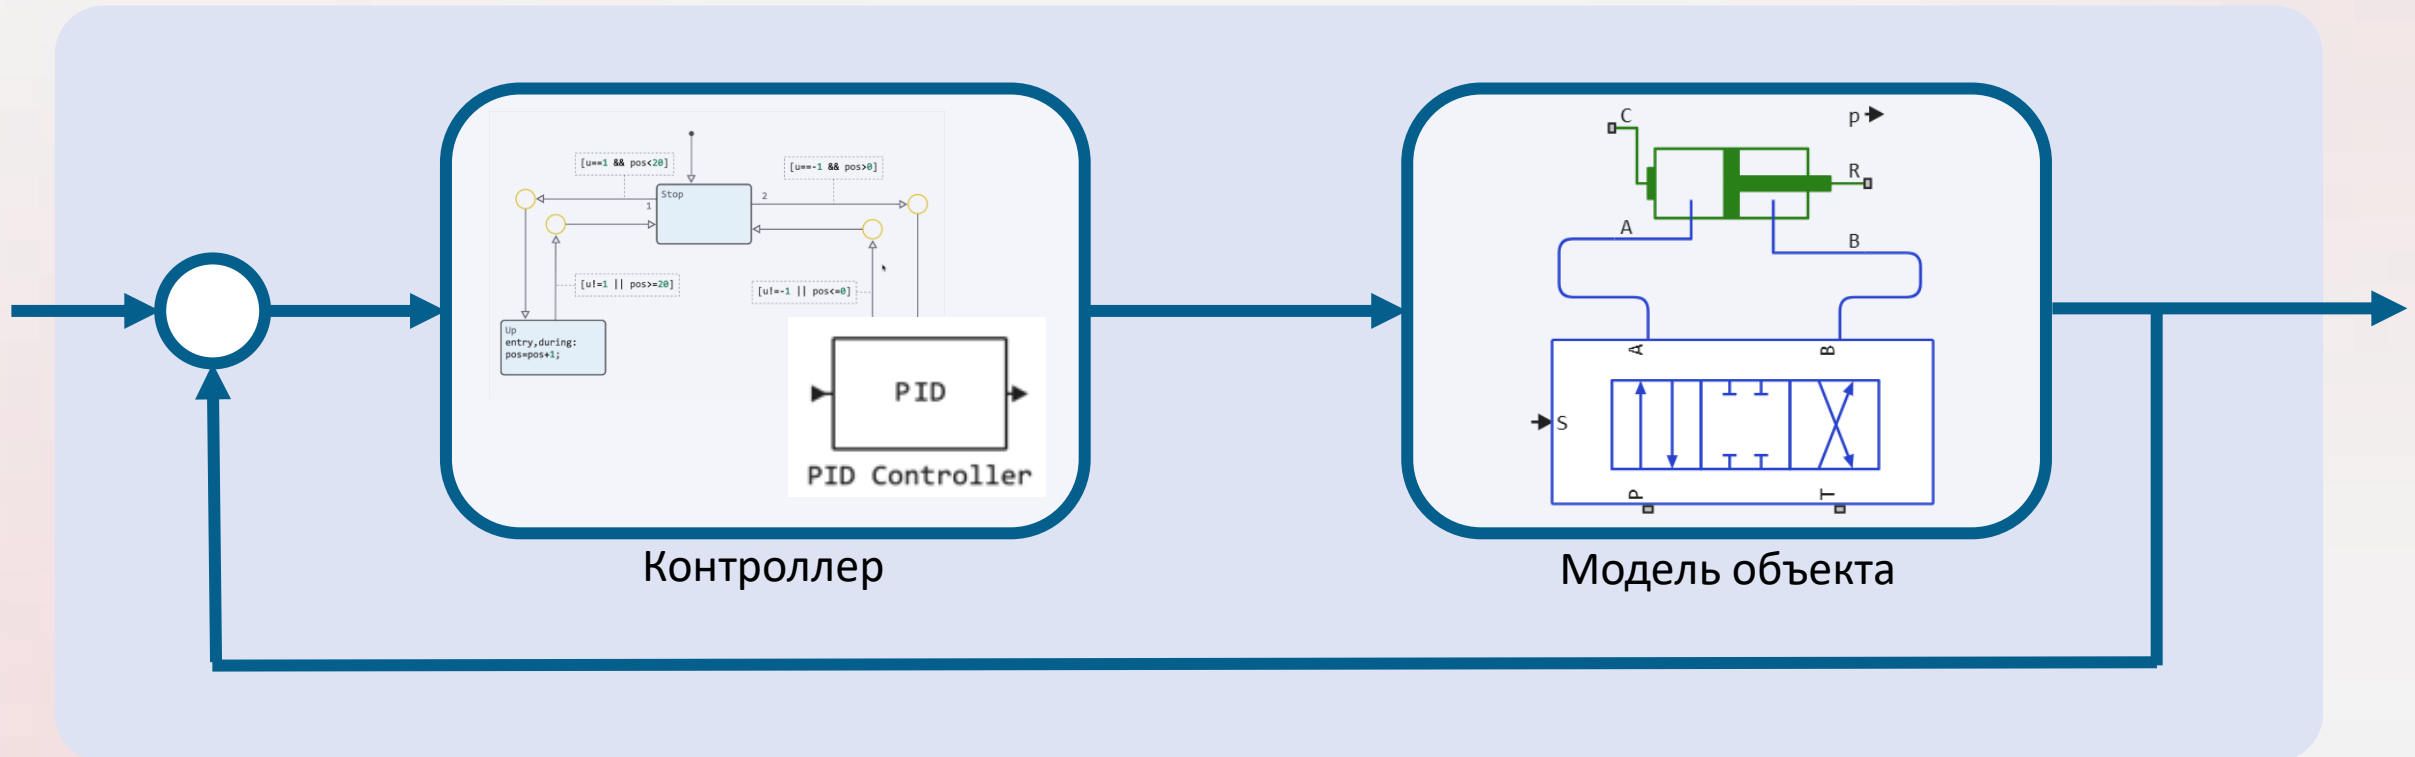 [u==1 && pos<20]
[u==-1 && pos>0]
Stop
1
2
[u!=1 || pos>=20]
[u!=-1 || pos<=0]
Up
entry,during:
pos=pos+1;
PID
PID Controller
Контроллер
C
p
R
A
B
A
B
S
P
T
Модель объекта